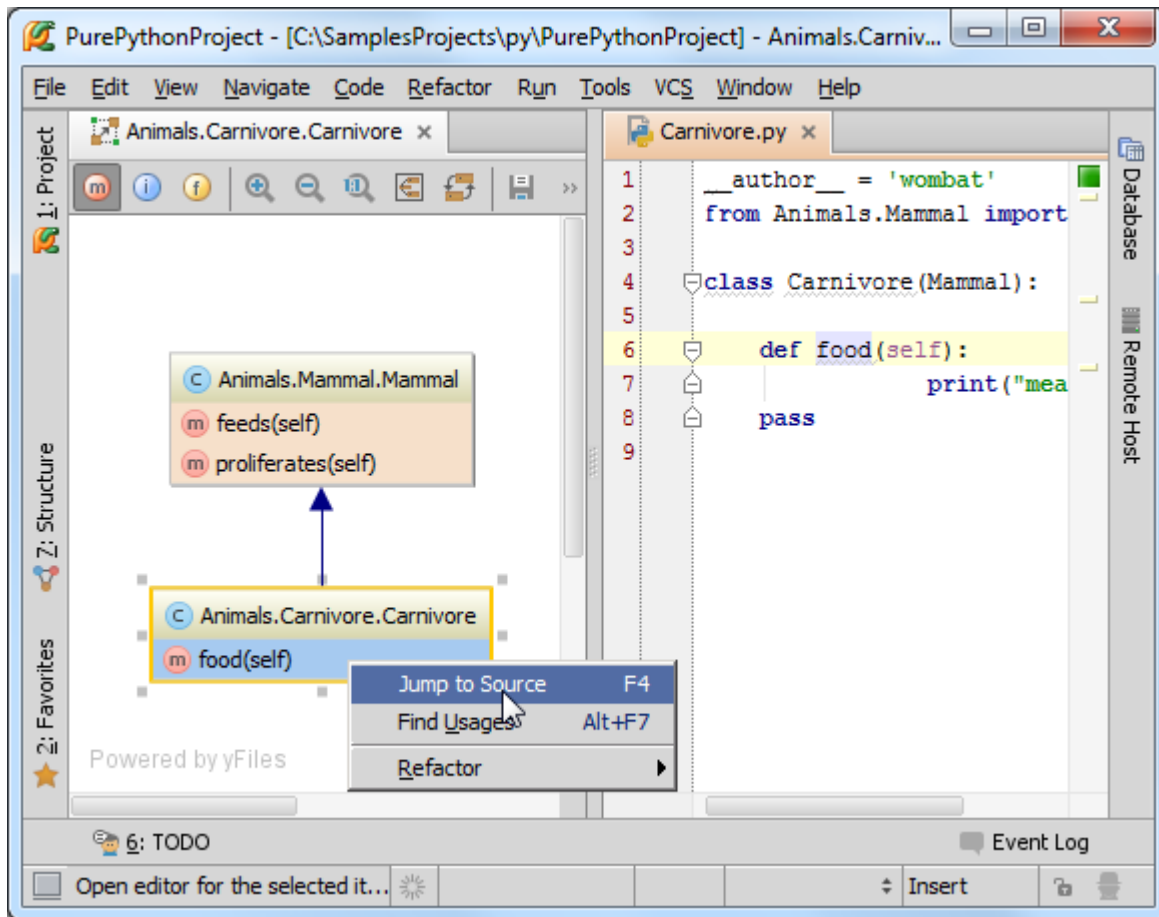 PurePythonProject - [C:\SamplesProjects\py\PurePythonProject] - Animals.Carniv...
File Edit View Navigate Code Refactor Run Tools VCS Window Help
1: Project
Z: Structure
2: Favorites
Animals.Carnivore.Carnivore
m i f 1:1 »
Animals.Mammal.Mammal
m feeds(self)
m proliferates(self)
C Animals.Carnivore.Carnivore
m food(self)
Jump to Source F4
Find Usages Alt+F7
Refactor
Powered by yFiles
Carnivore.py
1 __author__ = 'wombat'
2 from Animals.Mammal import
3
4 class Carnivore(Mammal):
5
6 def food(self):
7 print("mea
8 pass
9
Database
Remote Host
6: TODO
Event Log
Open editor for the selected it...
Insert